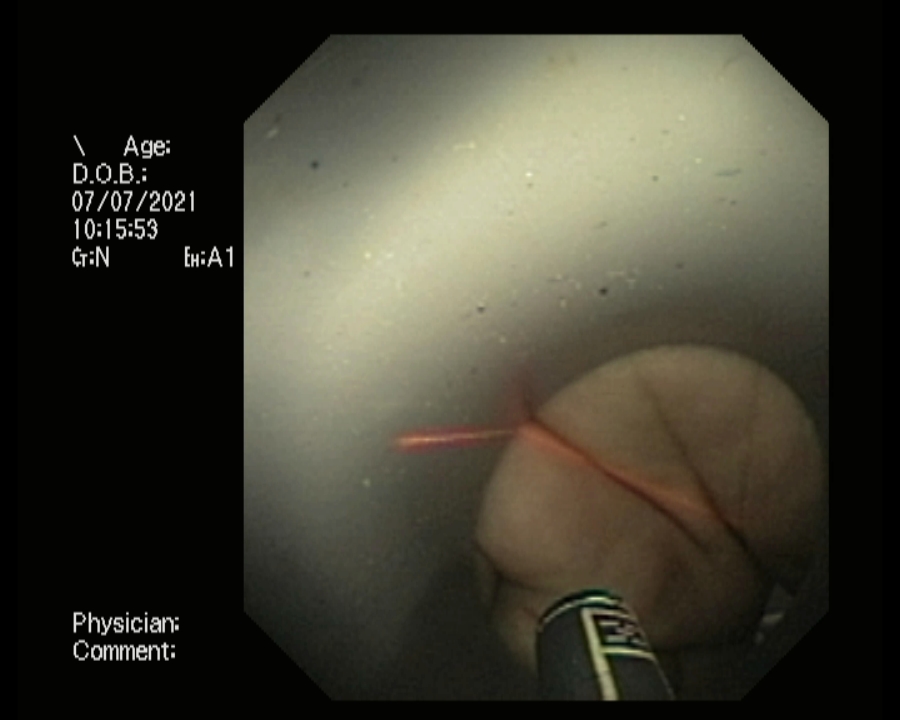 \ Age:
D.O.B.:
07/07/2021
10:15:53
Cr:N Eh:A1
Physician:
Comment: